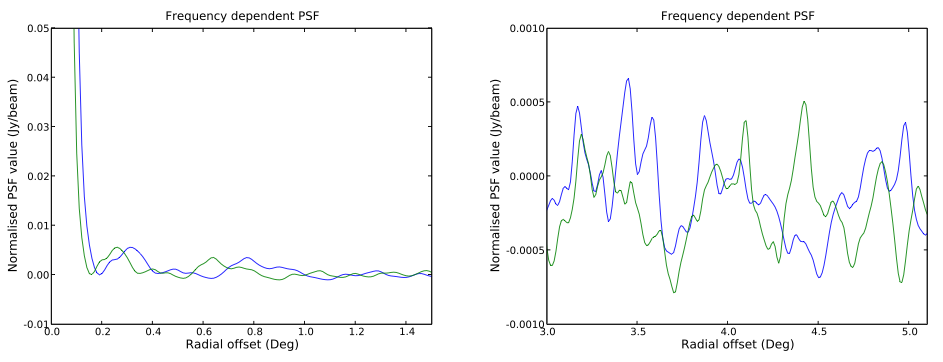 Frequency dependent PSF
Normalised PSF value (Jy/beam)
0.05
0.04
0.03
0.02
0.01
0.00
-0.01
0.0 0.2 0.4 0.6 0.8 1.0 1.2 1.4
Radial offset (Deg)
Frequency dependent PSF
Normalised PSF value (Jy/beam)
0.0010
0.0005
0.0000
-0.0005
-0.0010
3.0 3.5 4.0 4.5 5.0
Radial offset (Deg)